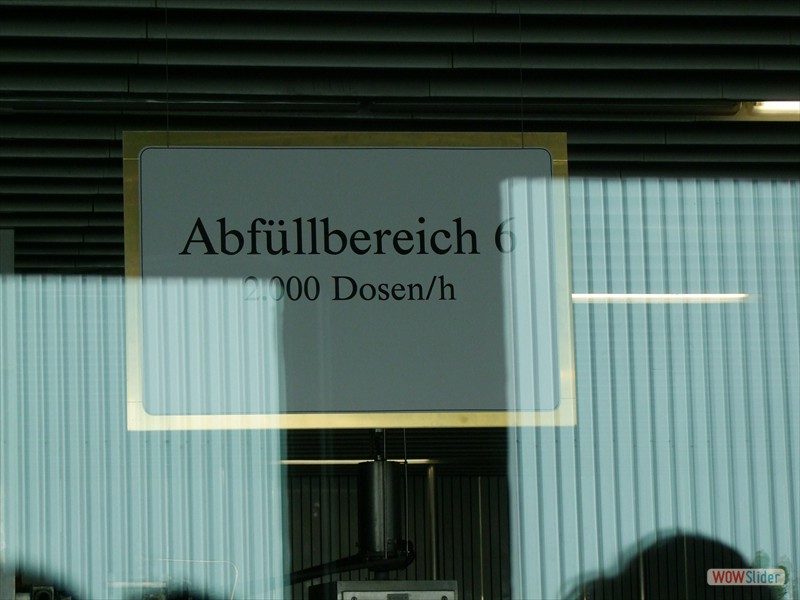 Abfüllbereich 6
2.000 Dosen/h
WOWSlider